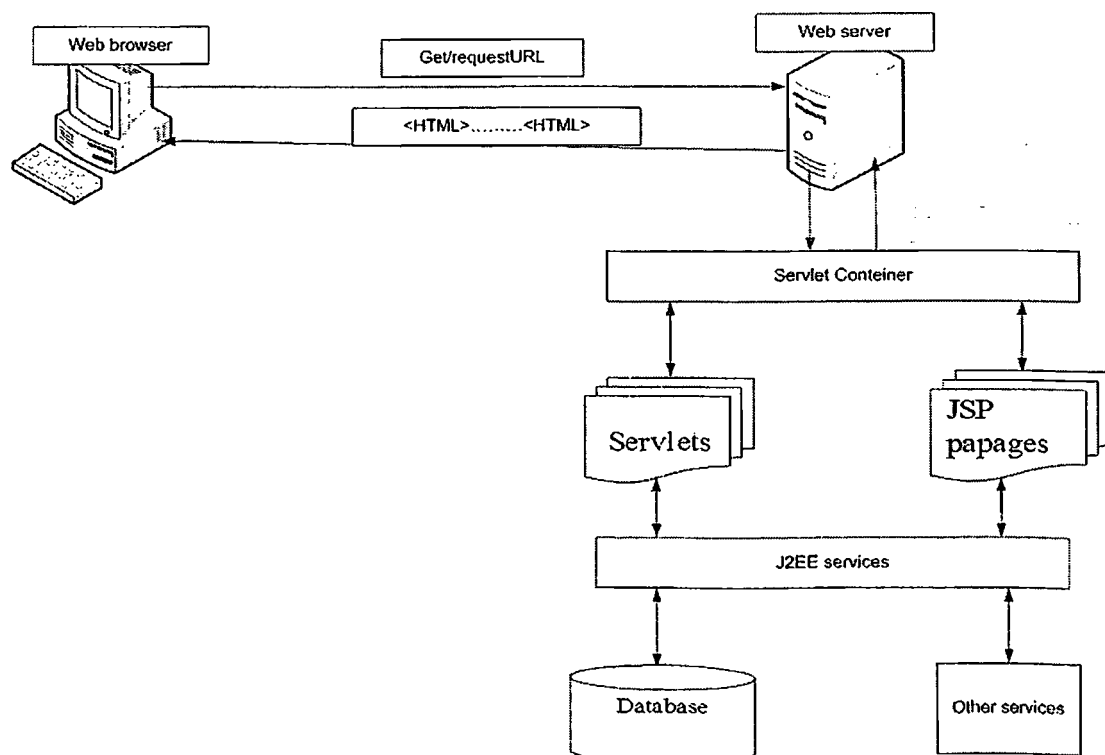 Web browser
Web server
Get/requestURL
<HTML>.........<HTML>
Servlet Conteiner
Servlets
JSP
papages
J2EE services
Database
Other services